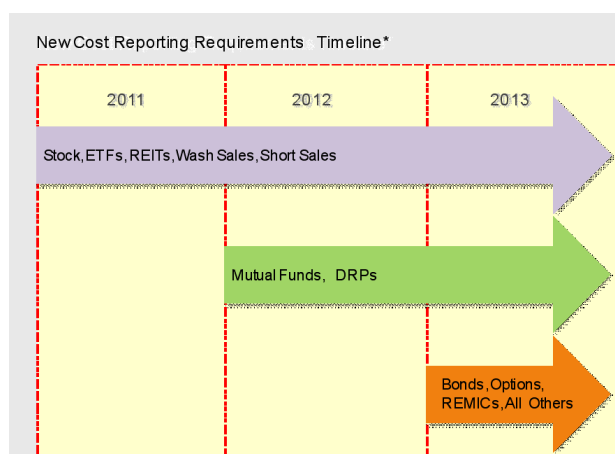 New Cost Reporting Requirements Timeline*
2011 2012 2013
Stock, ETFs, REITs, Wash Sales, Short Sales
Mutual Funds, DRPs
Bonds, Options,
REMICs, All Others